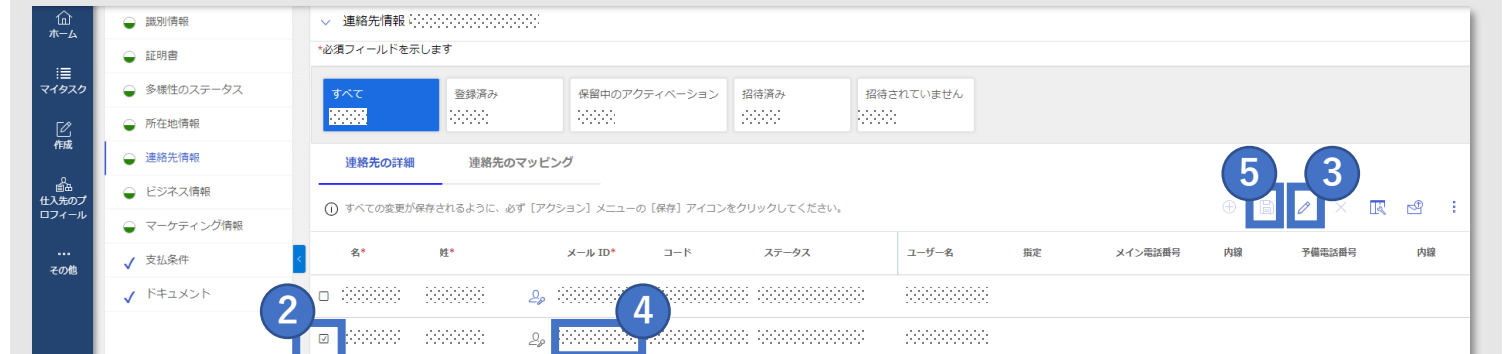 ホーム
マイタスク
作成
仕入先のプ
ロフィール
その他
識別情報
証明書
多様性のステータス
所在地情報
連絡先情報
ビジネス情報
マーケティング情報
支払条件
ドキュメント
連絡先情報
*必須フィールドを示します
すべて 登録済み 保留中のアクティベーション 招待済み 招待されていません
連絡先の詳細 連絡先のマッピング
5 3
すべての変更が保存されるように、必ず［アクション］メニューの［保存］アイコンをクリックしてください。
名* 姓* メール ID* コード ステータス ユーザー名 指定 メイン電話番号 内線 予備電話番号 内線
2 4